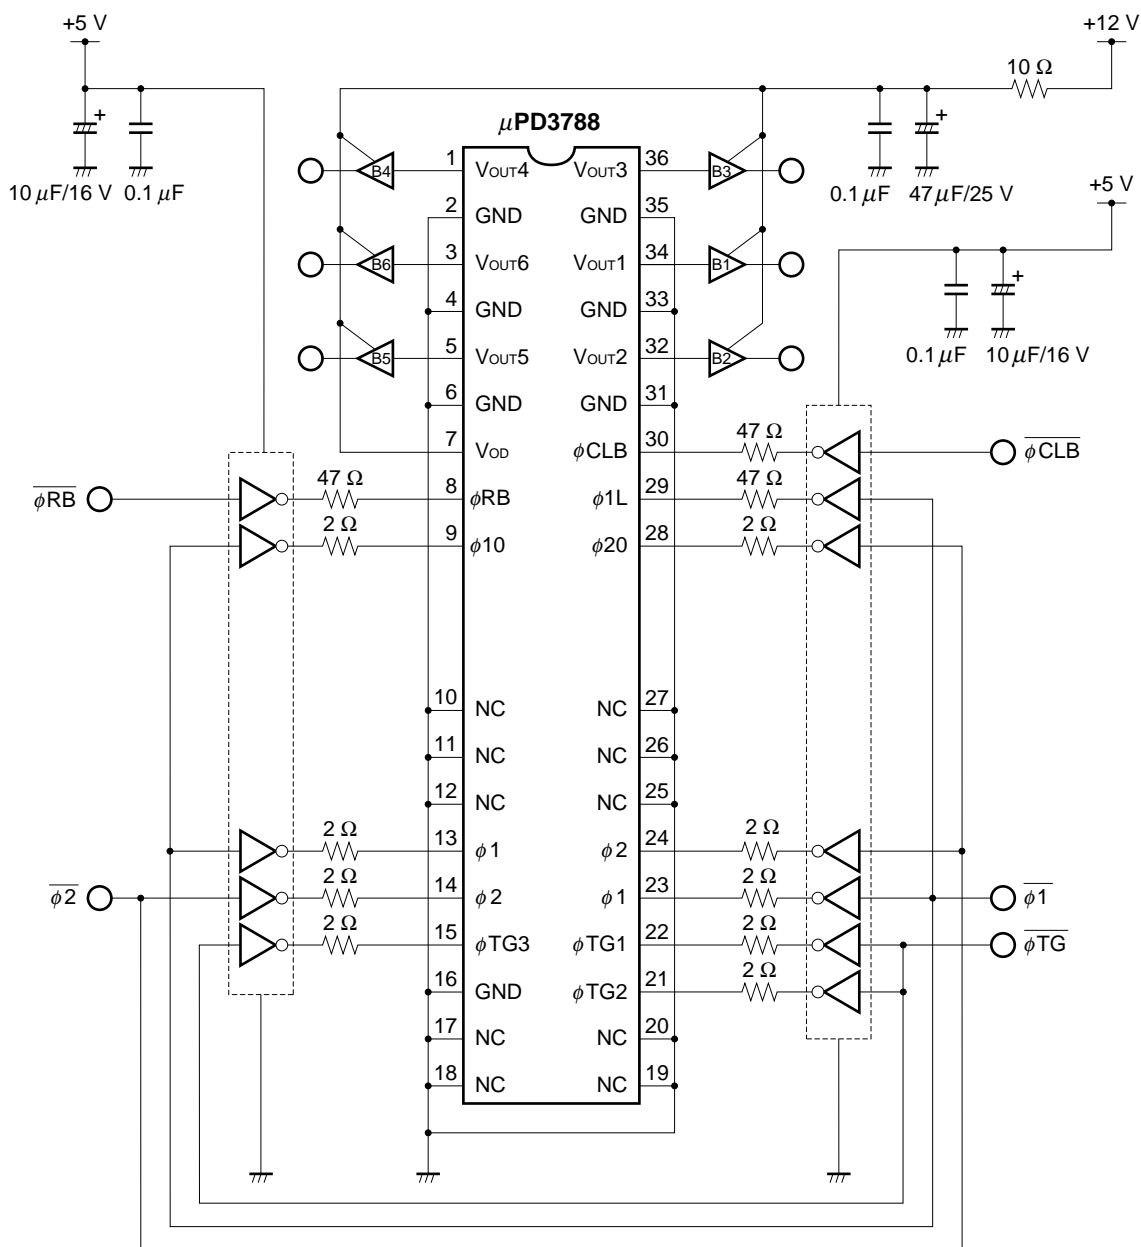 +5 V
+12 V
10 Ω
μPD3788
10 μF/16 V
0.1 μF
0.1 μF
47 μF/25 V
+5 V
0.1 μF
10 μF/16 V
B4 1 VOUT4 VOUT3 36 B3
2 GND GND 35
B6 3 VOUT6 VOUT1 34 B1
4 GND GND 33
B5 5 VOUT5 VOUT2 32 B2
6 GND GND 31
7 VOD φCLB 30 47 Ω φCLB
φRB 47 Ω 8 φRB φ1L 29 47 Ω
2 Ω 9 φ10 φ20 28 2 Ω
10 NC NC 27
11 NC NC 26
12 NC NC 25
2 Ω 13 φ1 φ2 24 2 Ω
φ2 2 Ω 14 φ2 φ1 23 2 Ω φ1
2 Ω 15 φTG3 φTG1 22 2 Ω φTG
16 GND φTG2 21 2 Ω
17 NC NC 20
18 NC NC 19